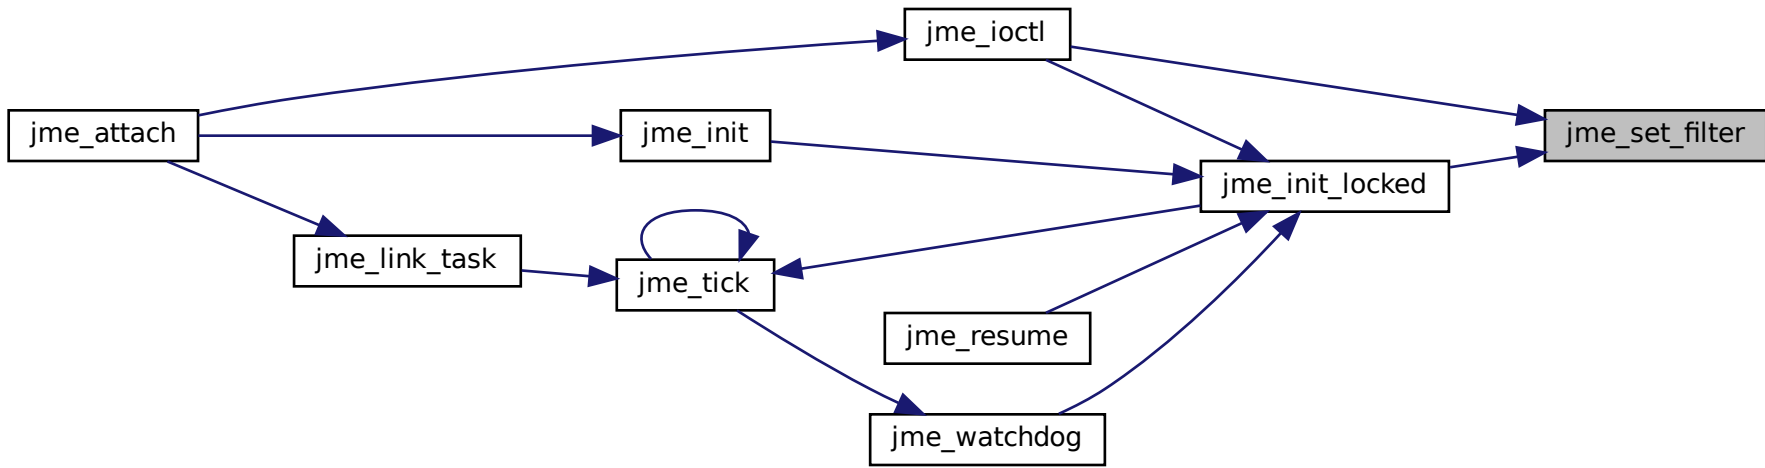 jme_ioctl
jme_attach
jme_init
jme_set_filter
jme_init_locked
jme_link_task
jme_tick
jme_resume
jme_watchdog